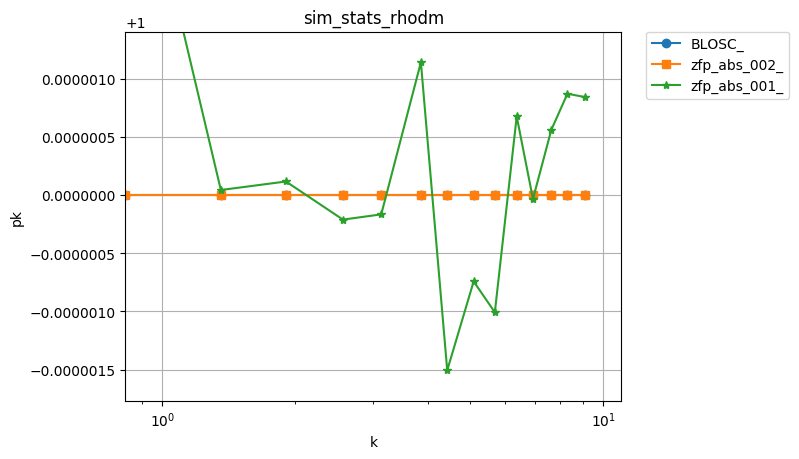 sim_stats_rhodm
+1
0.0000010
0.0000005
0.0000000
−0.0000005
−0.0000010
−0.0000015
pk
10⁰
10¹
k
BLOSC_
zfp_abs_002_
zfp_abs_001_